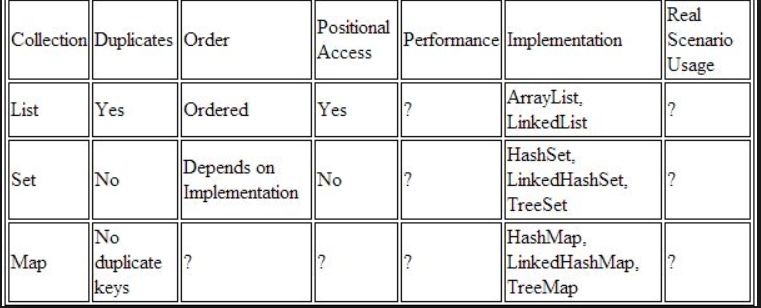 Collection Duplicates Order Positional Access Performance Implementation Real Scenario Usage
List Yes Ordered Yes ? ArrayList, LinkedList ?
Set No Depends on Implementation No ? HashSet, LinkedHashSet, TreeSet ?
Map No duplicate keys ? ? ? HashMap, LinkedHashMap, TreeMap ?